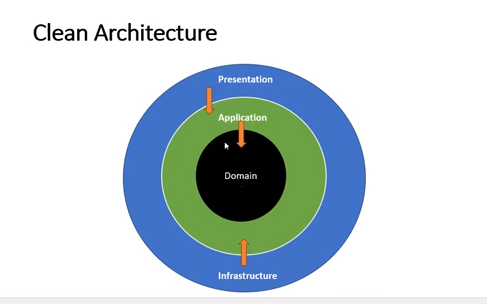 Clean Architecture
Presentation
Application
Domain
Infrastructure